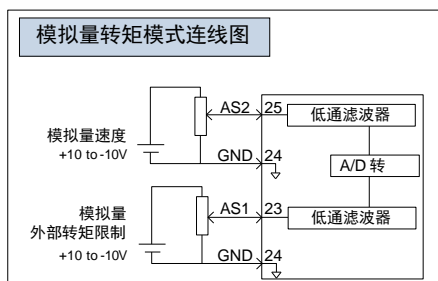 模拟量转矩模式连线图
AS2 25
低通滤波器
模拟量速度
+10 to -10V
GND 24
A/D 转
AS1 23
低通滤波器
模拟量
外部转矩限制
+10 to -10V
GND 24